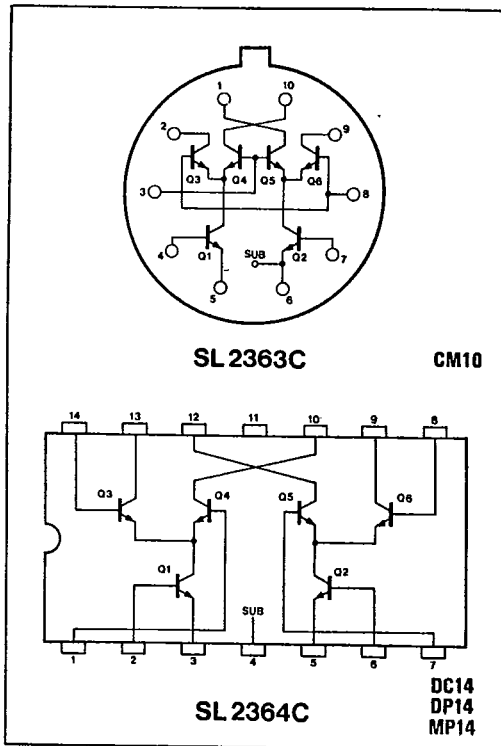 1 10
2 9
Q3 Q4 Q5 Q6
3 8
4 Q1 SUB Q2 7
5 6
SL2363C CM10
14 13 12 11 10 9 8
Q3 Q4 Q5 Q6
Q1 SUB Q2
1 2 3 4 5 6 7
SL2364C
DC14
DP14
MP14